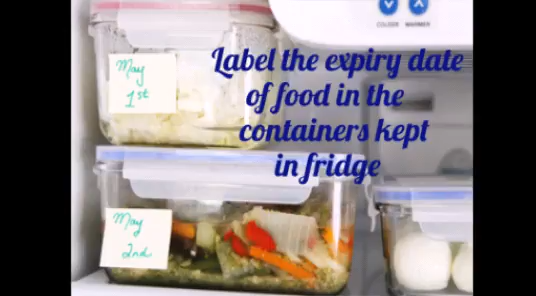 COLDER WARMER
Label the expiry date
of food in the
containers kept
in fridge
May
1st
May
2nd